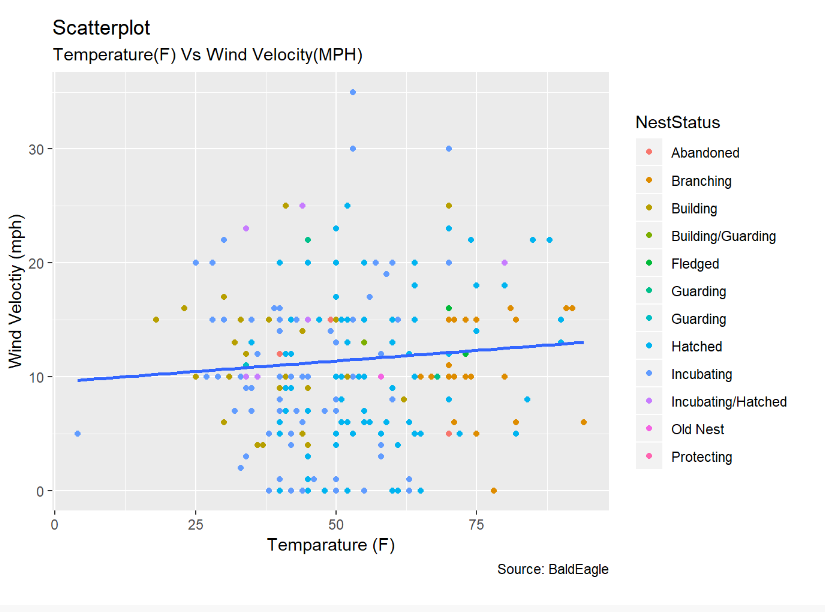 Scatterplot
Temperature(F) Vs Wind Velocity(MPH)
30
20
10
0
Wind Veloctiy (mph)
0 25 50 75
Temparature (F)
Source: BaldEagle
NestStatus
Abandoned
Branching
Building
Building/Guarding
Fledged
Guarding
Guarding
Hatched
Incubating
Incubating/Hatched
Old Nest
Protecting